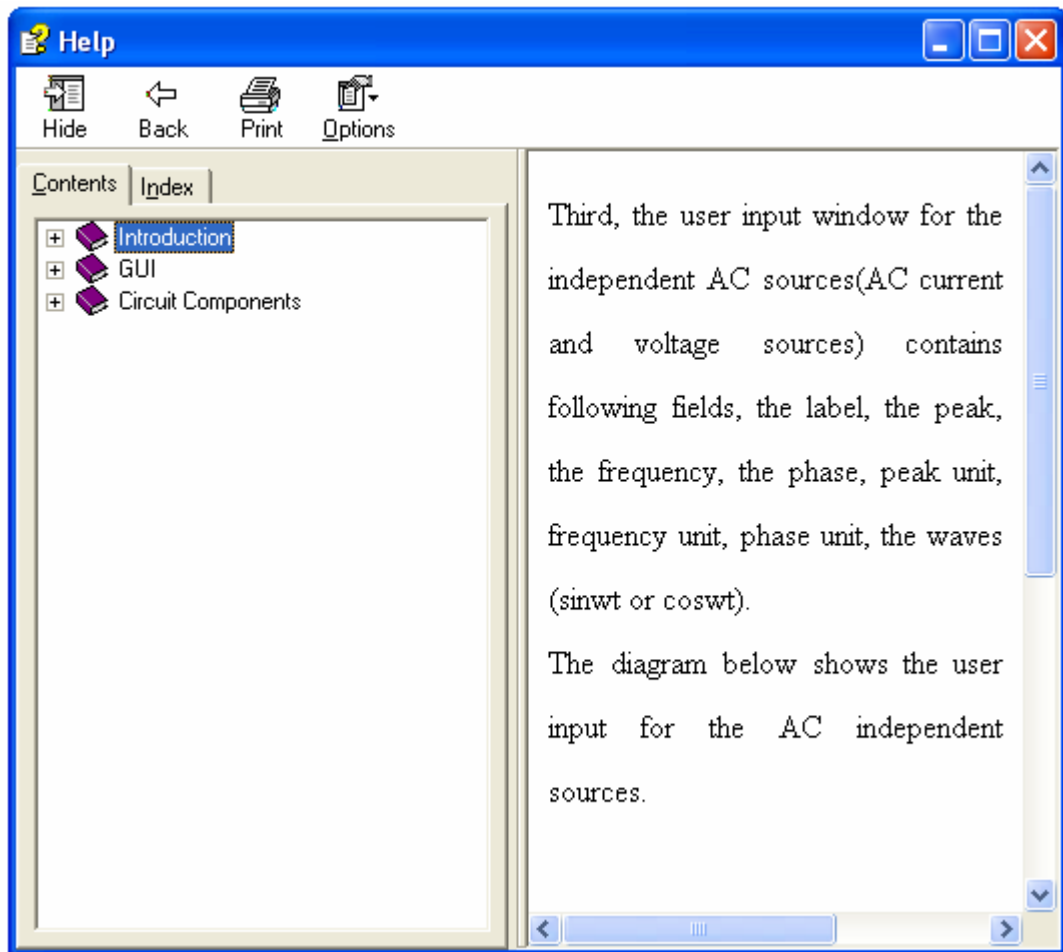 Help
Hide Back Print Options
Contents Index
Introduction
GUI
Circuit Components
Third, the user input window for the
independent AC sources(AC current
and voltage sources) contains
following fields, the label, the peak,
the frequency, the phase, peak unit,
frequency unit, phase unit, the waves
(sinwt or coswt).
The diagram below shows the user
input for the AC independent
sources.